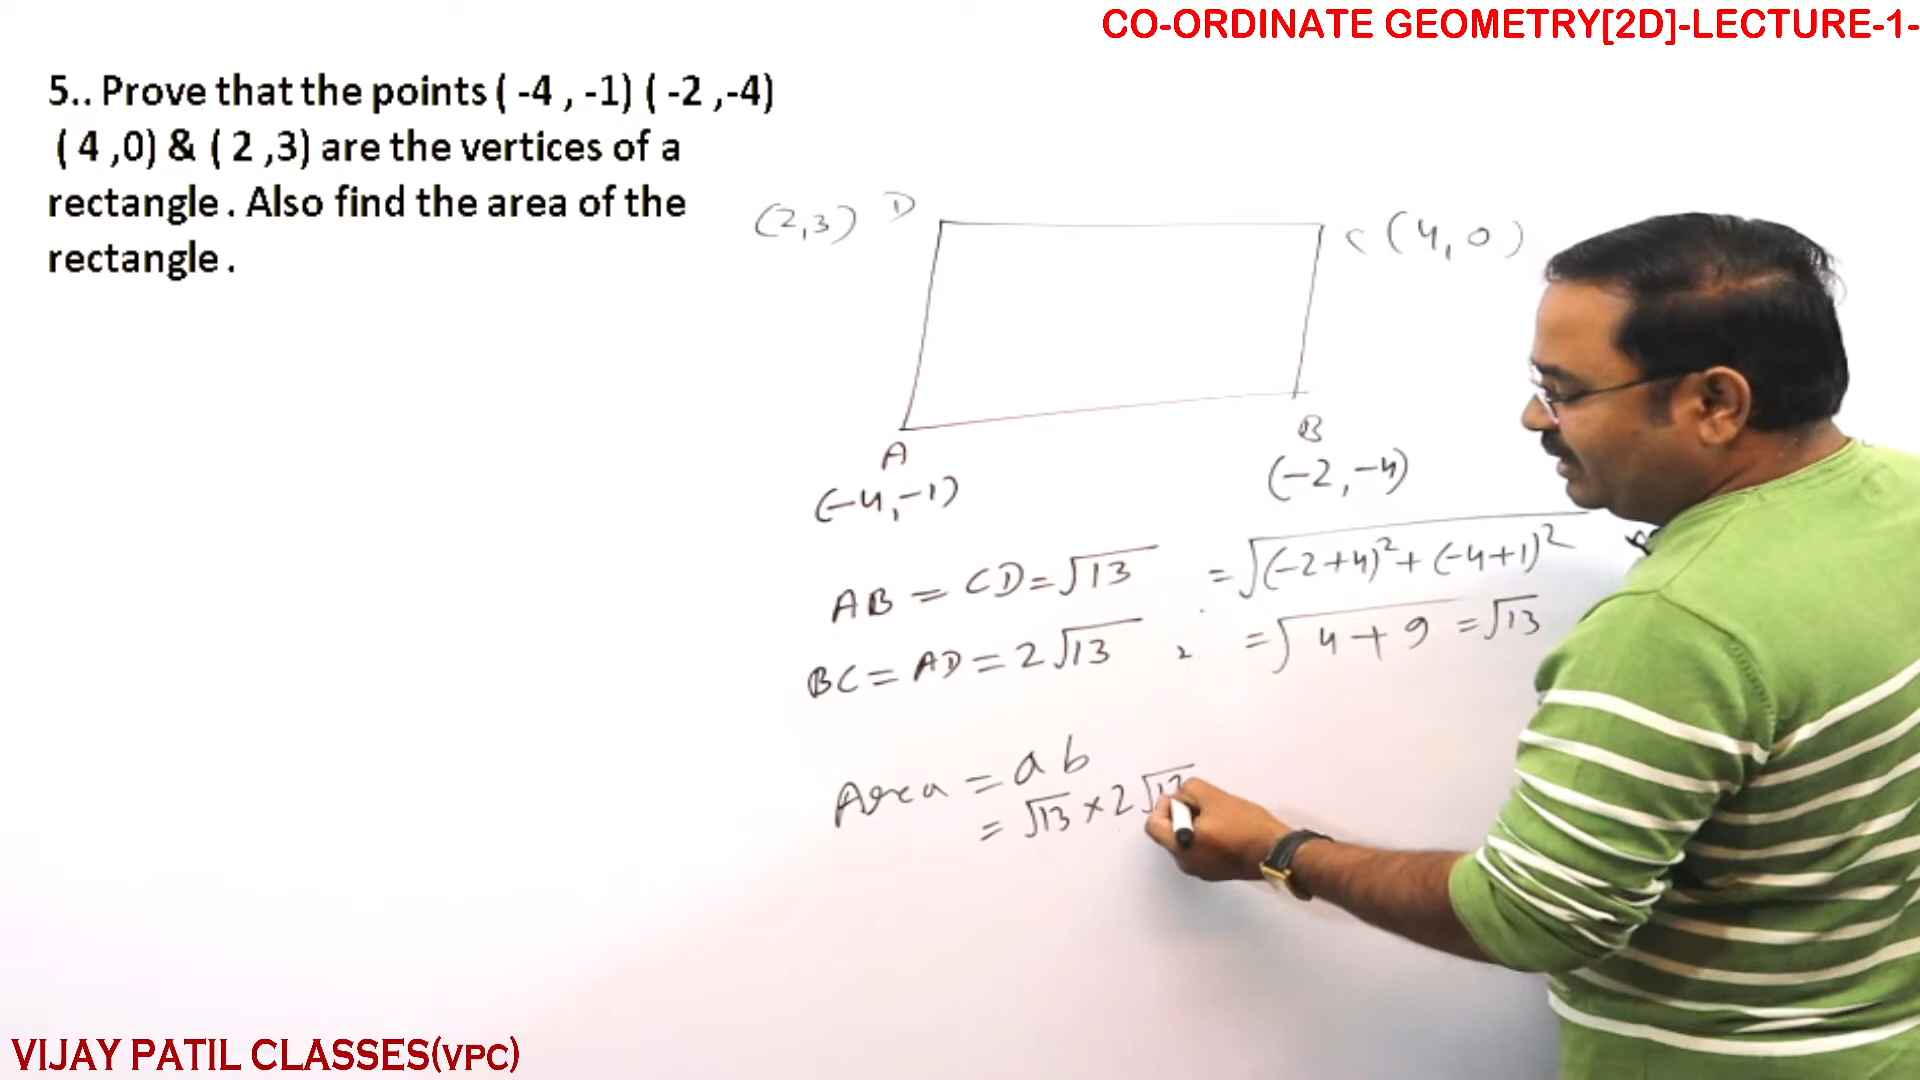 CO-ORDINATE GEOMETRY[2D]-LECTURE-1-
5.. Prove that the points ( -4 , -1) ( -2 ,-4)
( 4 ,0) & ( 2 ,3) are the vertices of a
rectangle . Also find the area of the
rectangle .
(2,3) D
C (4, 0)
A
(-4,-1)
B
(-2, -4)
AB = CD = √13
= √(-2+4)² + (-4+1)²
BC = AD = 2√13 ,
= √4 + 9 = √13
Area = ab
= √13 × 2√13
VIJAY PATIL CLASSES(VPC)